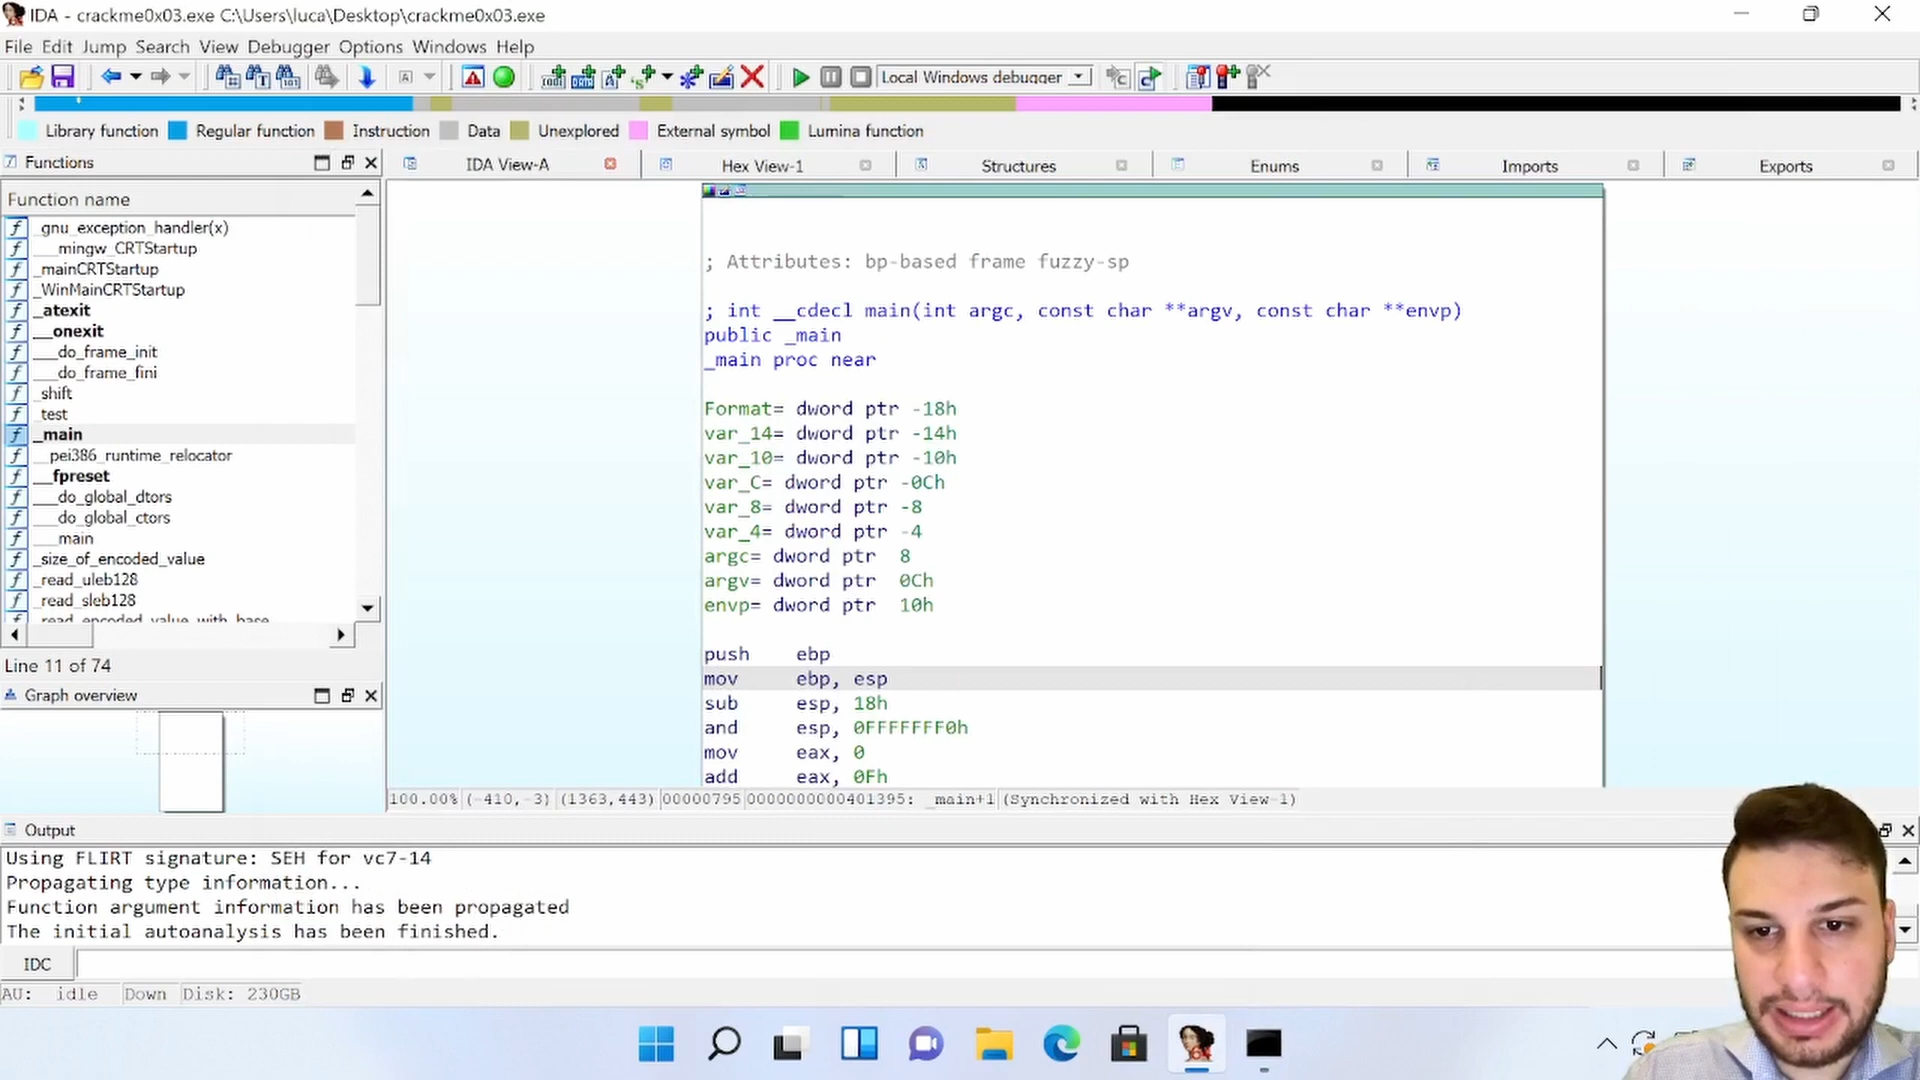 IDA - crackme0x03.exe C:\Users\luca\Desktop\crackme0x03.exe
File Edit Jump Search View Debugger Options Windows Help
Local Windows debugger
Library function Regular function Instruction Data Unexplored External symbol Lumina function
Functions
IDA View-A
Hex View-1
Structures
Enums
Imports
Exports
Function name
_gnu_exception_handler(x)
___mingw_CRTStartup
_mainCRTStartup
_WinMainCRTStartup
_atexit
__onexit
___do_frame_init
___do_frame_fini
_shift
_test
_main
__pei386_runtime_relocator
__fpreset
___do_global_dtors
___do_global_ctors
___main
_size_of_encoded_value
_read_uleb128
_read_sleb128
read_encoded_value_with_base
Line 11 of 74
Graph overview
; Attributes: bp-based frame fuzzy-sp
; int __cdecl main(int argc, const char **argv, const char **envp)
public _main
_main proc near
Format= dword ptr -18h
var_14= dword ptr -14h
var_10= dword ptr -10h
var_C= dword ptr -0Ch
var_8= dword ptr -8
var_4= dword ptr -4
argc= dword ptr 8
argv= dword ptr 0Ch
envp= dword ptr 10h
push ebp
mov ebp, esp
sub esp, 18h
and esp, 0FFFFFFF0h
mov eax, 0
add eax, 0Fh
100.00% (-410,-3) (1363,443) 00000795 0000000000401395: _main+1 (Synchronized with Hex View-1)
Output
Using FLIRT signature: SEH for vc7-14
Propagating type information...
Function argument information has been propagated
The initial autoanalysis has been finished.
IDC
AU: idle Down Disk: 230GB